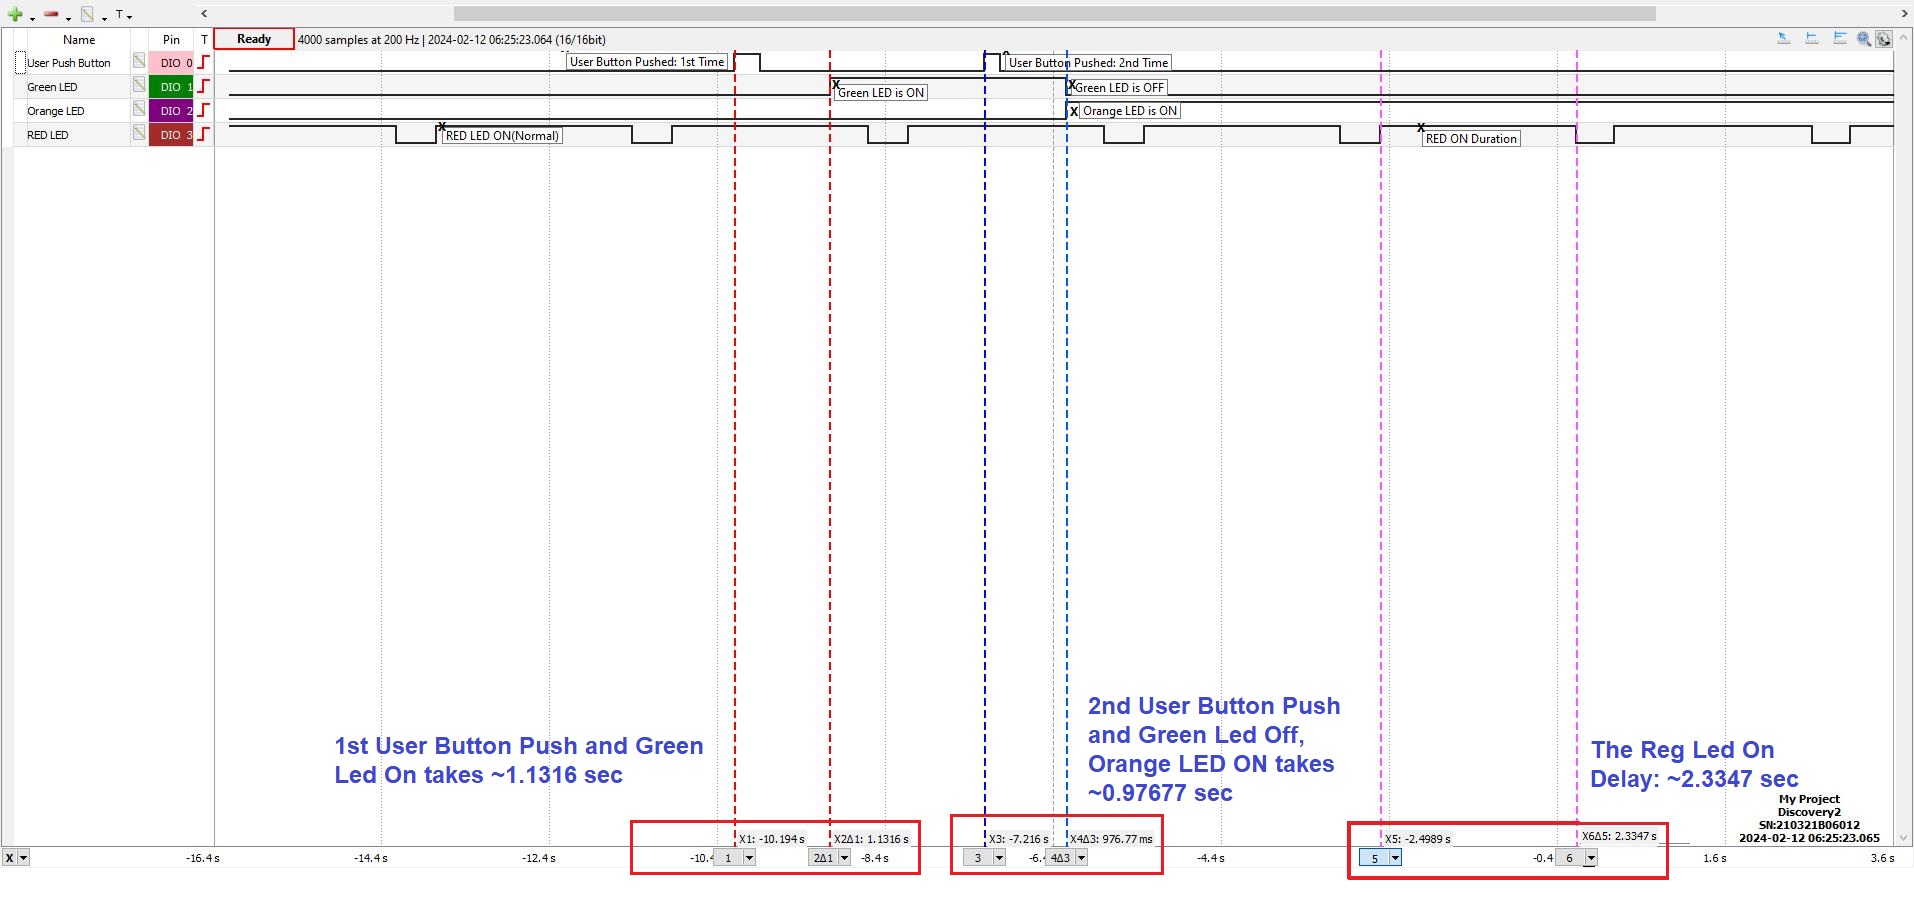 T
Name Pin T Ready 4000 samples at 200 Hz | 2024-02-12 06:25:23.064 (16/16bit)
User Push Button DIO 0 User Button Pushed: 1st Time User Button Pushed: 2nd Time
Green LED DIO 1 X Green LED is ON X Green LED is OFF
Orange LED DIO 2 X Orange LED is ON
RED LED DIO 3 X RED LED ON(Normal) X RED ON Duration
1st User Button Push and Green
Led On takes ~1.1316 sec
2nd User Button Push
and Green Led Off,
Orange LED ON takes
~0.97677 sec
The Reg Led On
Delay: ~2.3347 sec
My Project
Discovery2
SN:210321B06012
2024-02-12 06:25:23.065
X1: -10.194 s X2Δ1: 1.1316 s X3: -7.216 s X4Δ3: 976.77 ms X5: -2.4989 s X6Δ5: 2.3347 s
X -16.4 s -14.4 s -12.4 s -10.4 1 2Δ1 -8.4 s 3 -6.4 4Δ3 -4.4 s 5 -0.4 6 1.6 s 3.6 s